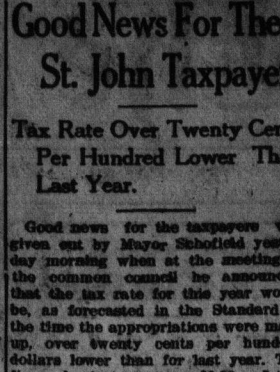 Good News For The
St. John Taxpaye
Tax Rate Over Twenty Cen
Per Hundred Lower Th
Last Year.
Good news for the taxpayers w
given out by Mayor Schofield yes
day morning when at the meeting
the common council he announ
that the tax rate for this year wo
be, as forecasted in the Standard
the time the appropriations were ma
up, over twenty cents per hund
dollars lower than for last year.